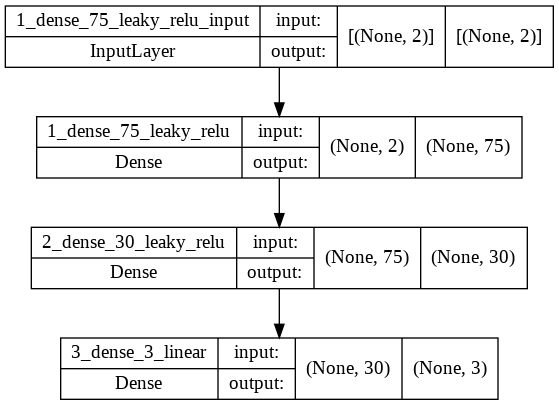 1_dense_75_leaky_relu_input input: [(None, 2)] [(None, 2)]
InputLayer output:
1_dense_75_leaky_relu input: (None, 2) (None, 75)
Dense output:
2_dense_30_leaky_relu input: (None, 75) (None, 30)
Dense output:
3_dense_3_linear input: (None, 30) (None, 3)
Dense output: